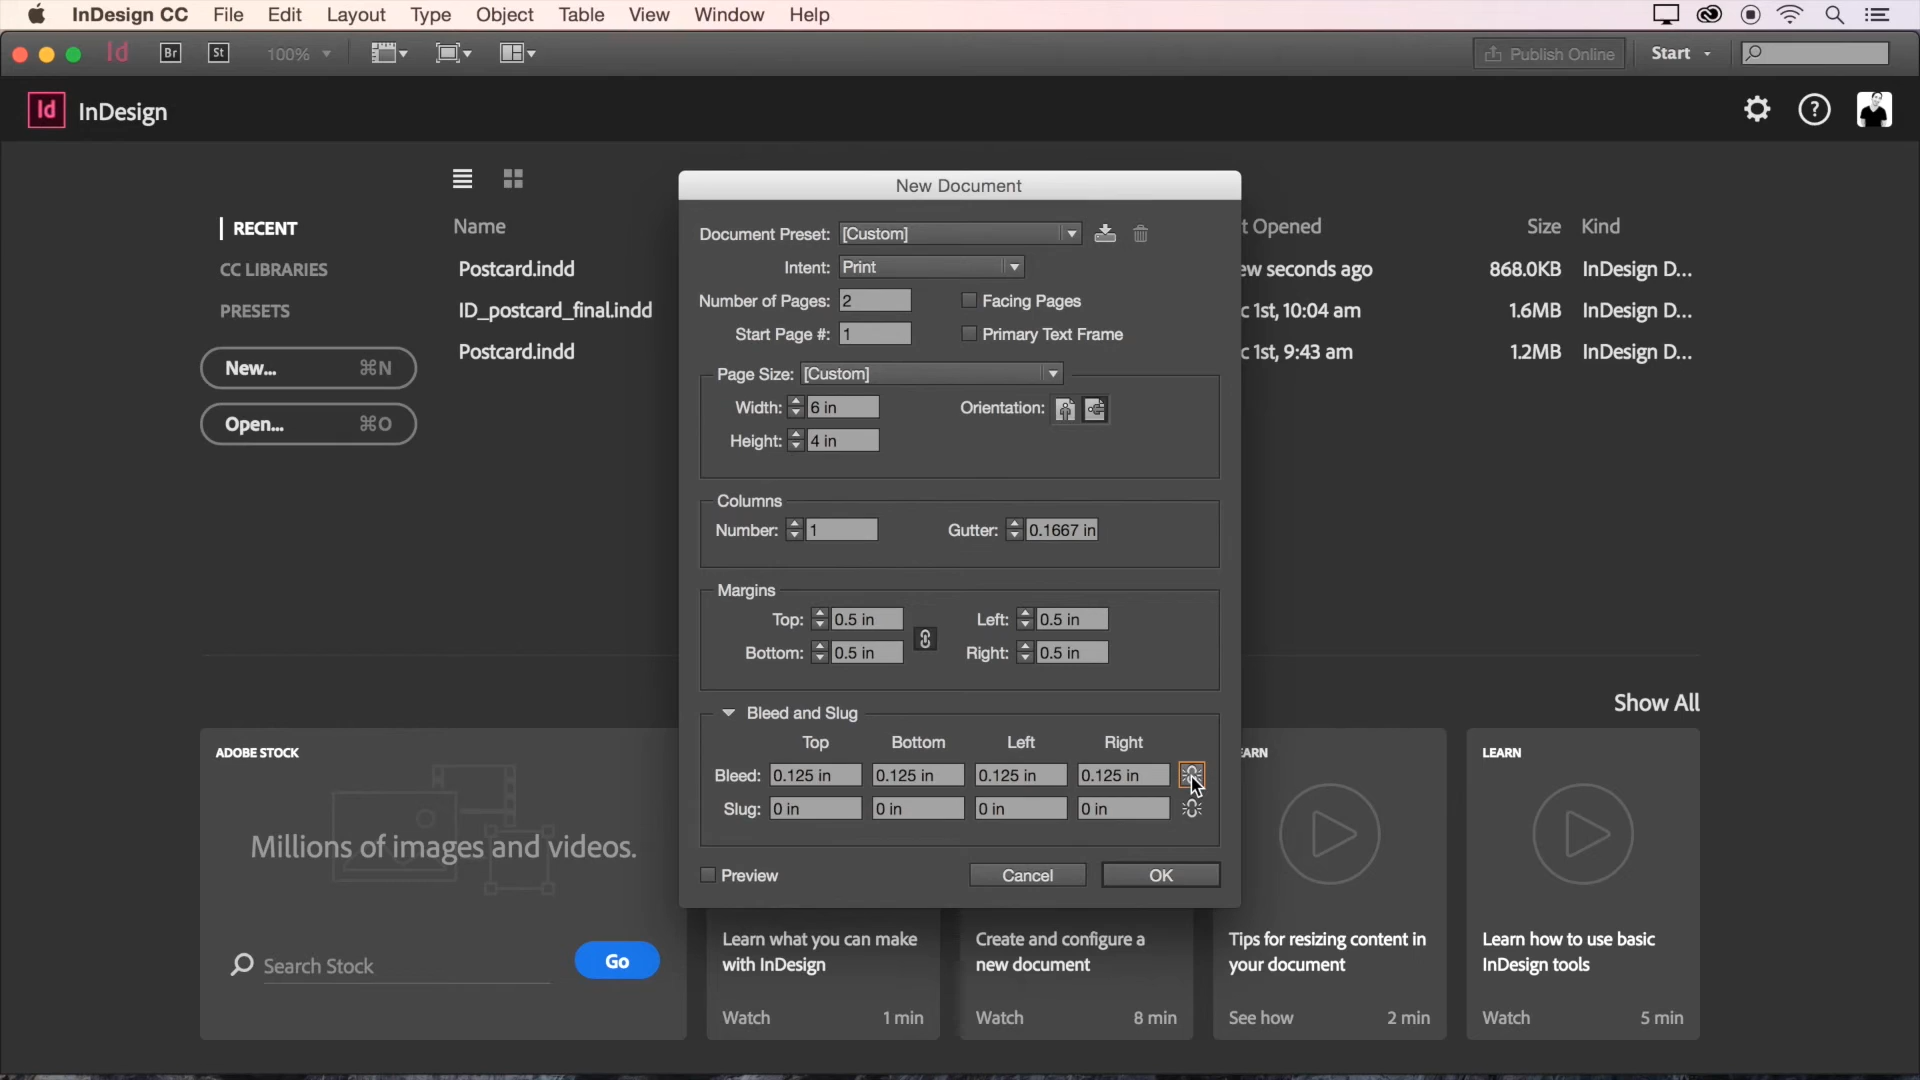 InDesign CC File Edit Layout Type Object Table View Window Help
Id Br St 100% Publish Online Start
Id InDesign ?
New Document
RECENT Name t Opened Size Kind
CC LIBRARIES Postcard.indd ew seconds ago 868.0KB InDesign D...
PRESETS ID_postcard_final.indd c 1st, 10:04 am 1.6MB InDesign D...
New... ⌘N Postcard.indd c 1st, 9:43 am 1.2MB InDesign D...
Open... ⌘O
Document Preset: [Custom]
Intent: Print
Number of Pages: 2 Facing Pages
Start Page #: 1 Primary Text Frame
Page Size: [Custom]
Width: 6 in Orientation:
Height: 4 in
Columns
Number: 1 Gutter: 0.1667 in
Margins
Top: 0.5 in Left: 0.5 in
Bottom: 0.5 in Right: 0.5 in
Bleed and Slug
Top Bottom Left Right
Bleed: 0.125 in 0.125 in 0.125 in 0.125 in
Slug: 0 in 0 in 0 in 0 in
Preview Cancel OK
Show All
ADOBE STOCK
Millions of images and videos.
Search Stock Go
Learn what you can make
with InDesign
Watch 1 min
Create and configure a
new document
Watch 8 min
EARN
Tips for resizing content in
your document
See how 2 min
LEARN
Learn how to use basic
InDesign tools
Watch 5 min